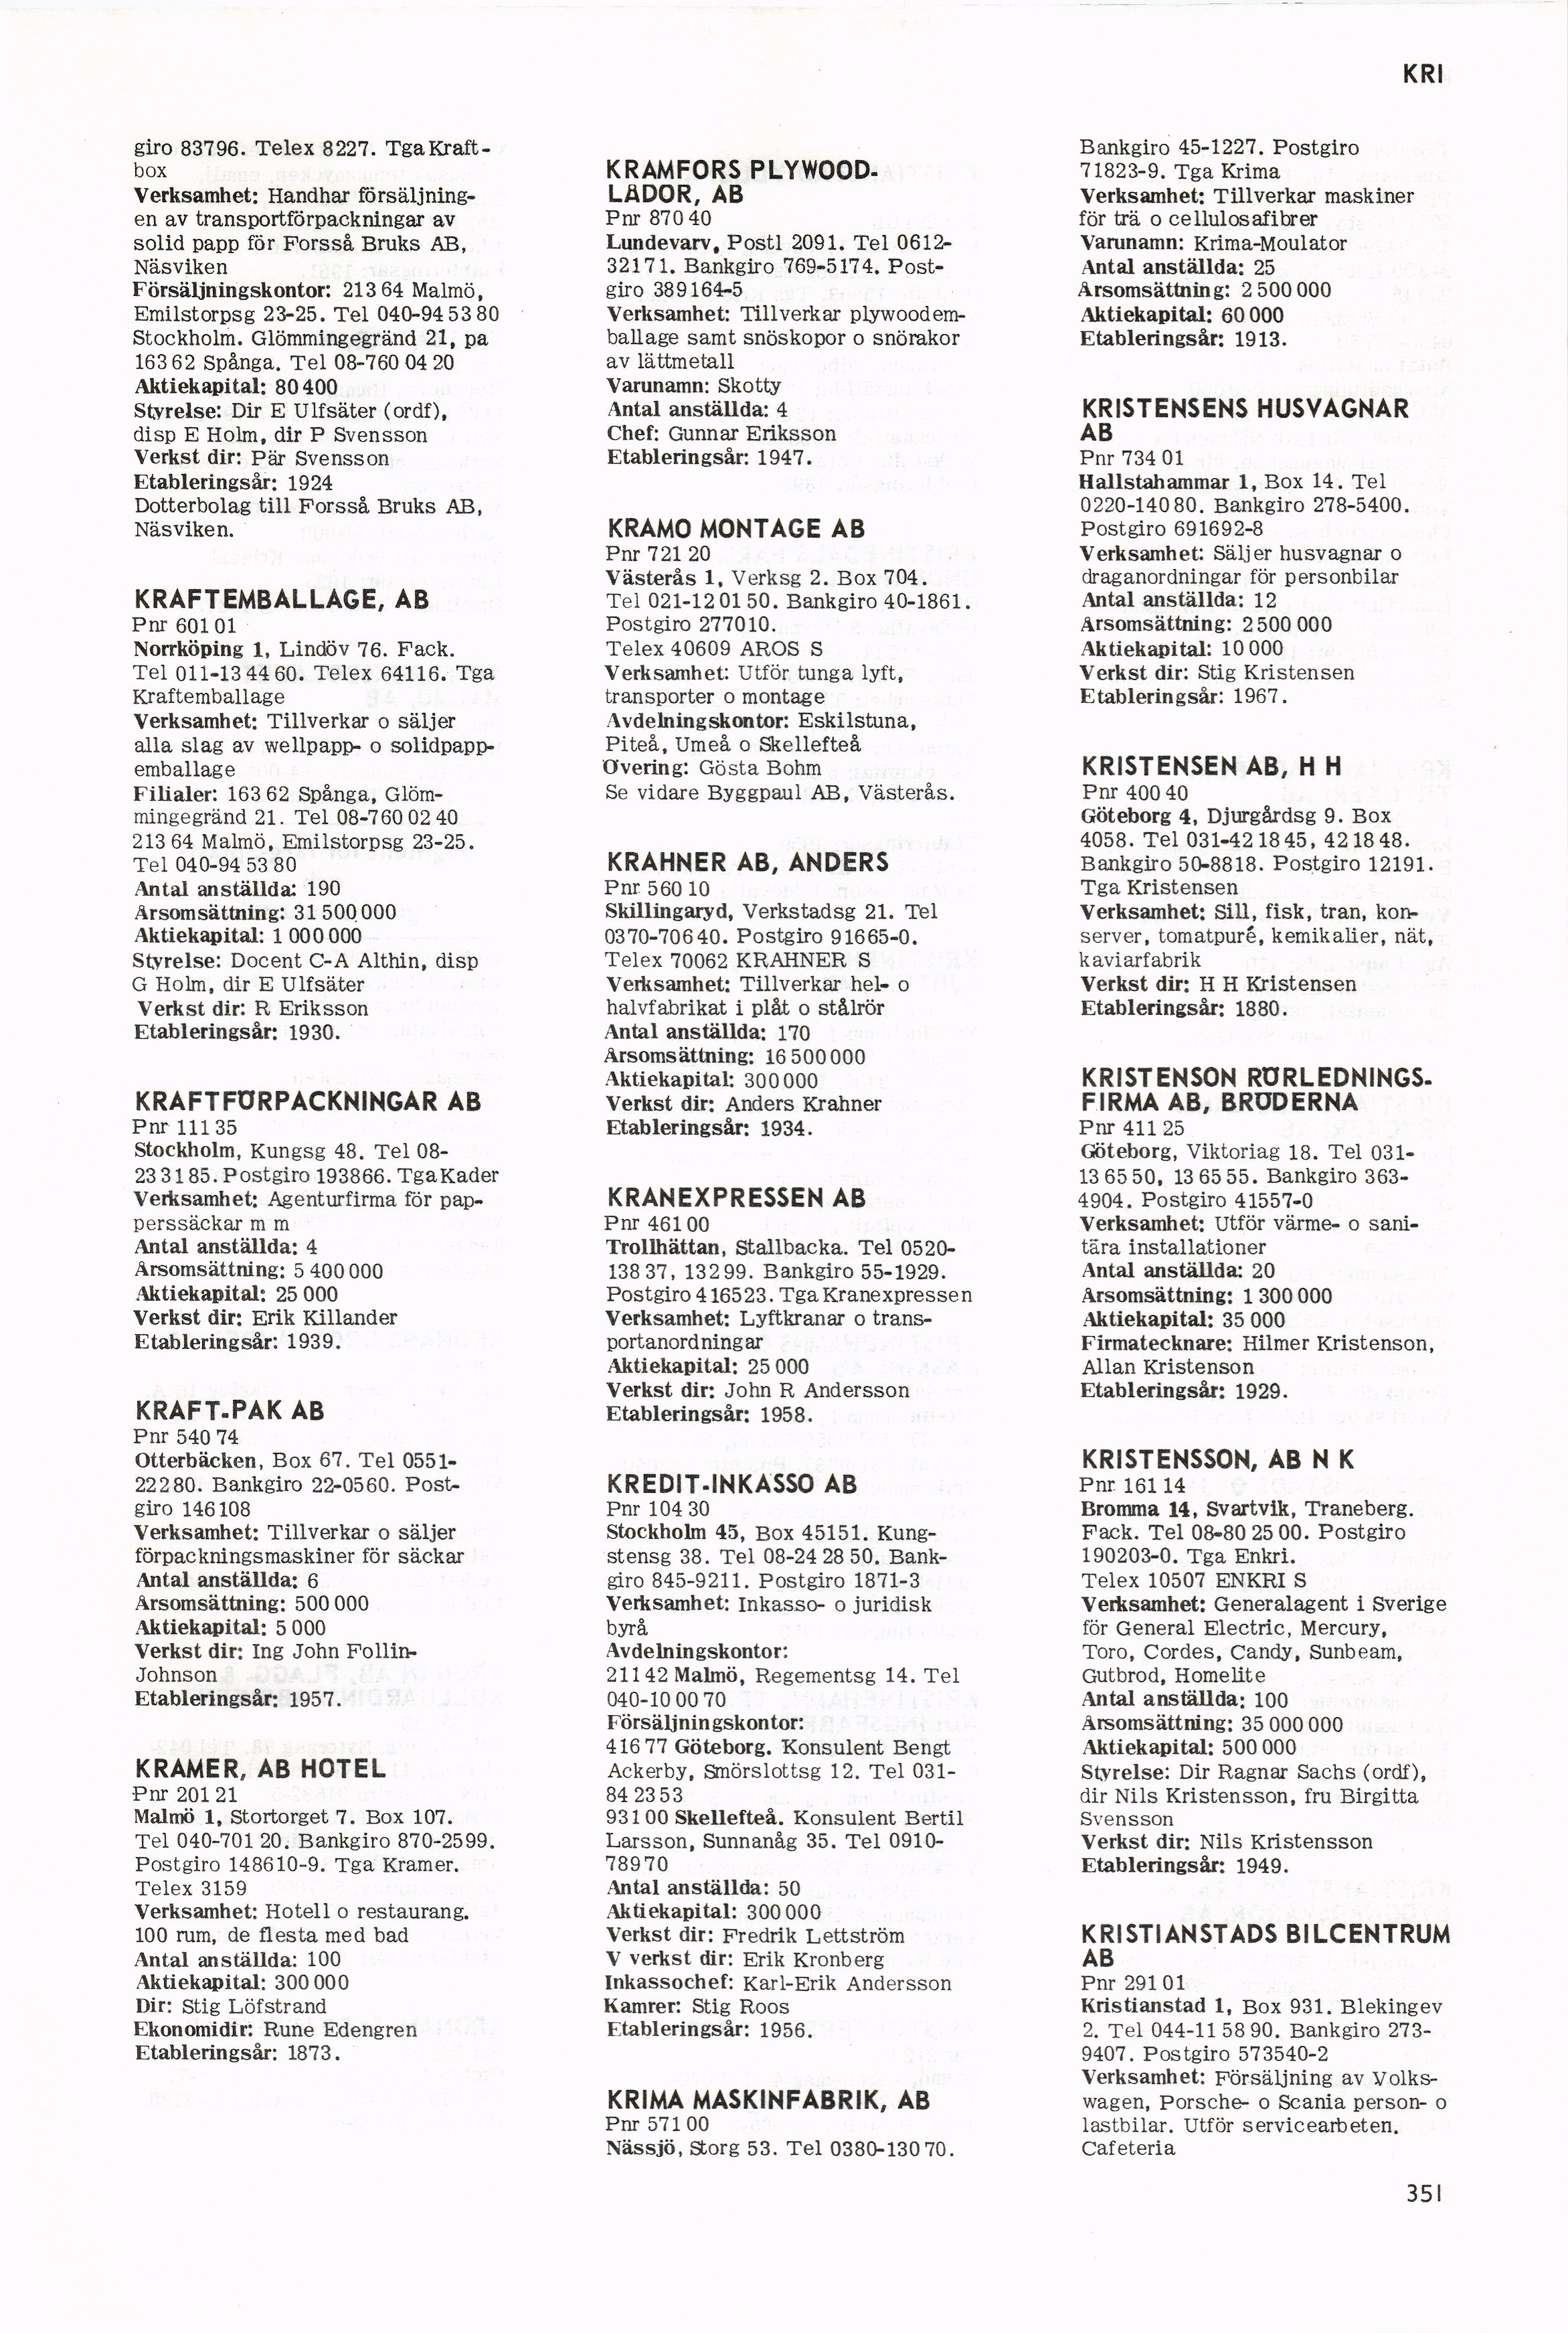 KRI
giro 83796. Telex 8227. Tga Kraft-
box
Verksamhet: Handhar försäljning-
en av transportförpackningar av
solid papp för Forsså Bruks AB,
Näsviken
Försäljningskontor: 213 64 Malmö,
Emilstorpsg 23-25. Tel 040-94 53 80
Stockholm. Glömmingegränd 21, pa
163 62 Spånga. Tel 08-760 04 20
Aktiekapital: 80 400
Styrelse: Dir E Ulfsäter (ordf),
disp E Holm, dir P Svensson
Verkst dir: Pär Svensson
Etableringsår: 1924
Dotterbolag till Forsså Bruks AB,
Näsviken.
KRAFTEMBALLAGE, AB
Pnr 601 01
Norrköping 1, Lindöv 76. Fack.
Tel 011-13 44 60. Telex 64116. Tga
Kraftemballage
Verksamhet: Tillverkar o säljer
alla slag av wellpapp- o solidpapp-
emballage
Filialer: 163 62 Spånga, Glöm-
mingegränd 21. Tel 08-760 02 40
213 64 Malmö, Emilstorpsg 23-25.
Tel 040-94 53 80
Antal anställda: 190
Årsomsättning: 31 500 000
Aktiekapital: 1 000 000
Styrelse: Docent C-A Althin, disp
G Holm, dir E Ulfsäter
Verkst dir: R Eriksson
Etableringsår: 1930.
KRAFTFÖRPACKNINGAR AB
Pnr 111 35
Stockholm, Kungsg 48. Tel 08-
23 31 85. Postgiro 193866. Tga Kader
Verksamhet: Agenturfirma för pap-
perssäckar m m
Antal anställda: 4
Årsomsättning: 5 400 000
Aktiekapital: 25 000
Verkst dir: Erik Killander
Etableringsår: 1939.
KRAFT-PAK AB
Pnr 540 74
Otterbäcken, Box 67. Tel 0551-
222 80. Bankgiro 22-0560. Post-
giro 146108
Verksamhet: Tillverkar o säljer
förpackningsmaskiner för säckar
Antal anställda: 6
Årsomsättning: 500 000
Aktiekapital: 5 000
Verkst dir: Ing John Follin-
Johnson
Etableringsår: 1957.
KRAMER, AB HOTEL
Pnr 201 21
Malmö 1, Stortorget 7. Box 107.
Tel 040-701 20. Bankgiro 870-2599.
Postgiro 148610-9. Tga Kramer.
Telex 3159
Verksamhet: Hotell o restaurang.
100 rum, de flesta med bad
Antal anställda: 100
Aktiekapital: 300 000
Dir: Stig Löfstrand
Ekonomidir: Rune Edengren
Etableringsår: 1873.
KRAMFORS PLYWOOD-
LÅDOR, AB
Pnr 870 40
Lundevarv, Postl 2091. Tel 0612-
321 71. Bankgiro 769-5174. Post-
giro 389164-5
Verksamhet: Tillverkar plywoodem-
ballage samt snöskopor o snörakor
av lättmetall
Varunamn: Skotty
Antal anställda: 4
Chef: Gunnar Eriksson
Etableringsår: 1947.
KRAMO MONTAGE AB
Pnr 721 20
Västerås 1, Verksg 2. Box 704.
Tel 021-12 01 50. Bankgiro 40-1861.
Postgiro 277010.
Telex 40609 AROS S
Verksamhet: Utför tunga lyft,
transporter o montage
Avdelningskontor: Eskilstuna,
Piteå, Umeå o Skellefteå
Övering: Gösta Bohm
Se vidare Byggpaul AB, Västerås.
KRAHNER AB, ANDERS
Pnr 560 10
Skillingaryd, Verkstadsg 21. Tel
0370-706 40. Postgiro 91665-0.
Telex 70062 KRAHNER S
Verksamhet: Tillverkar hel- o
halvfabrikat i plåt o stålrör
Antal anställda: 170
Årsomsättning: 16 500 000
Aktiekapital: 300 000
Verkst dir: Anders Krahner
Etableringsår: 1934.
KRANEXPRESSEN AB
Pnr 461 00
Trollhättan, Stallbacka. Tel 0520-
138 37, 132 99. Bankgiro 55-1929.
Postgiro 416523. Tga Kranexpressen
Verksamhet: Lyftkranar o trans-
portanordningar
Aktiekapital: 25 000
Verkst dir: John R Andersson
Etableringsår: 1958.
KREDIT-INKASSO AB
Pnr 104 30
Stockholm 45, Box 45151. Kung-
stensg 38. Tel 08-24 28 50. Bank-
giro 845-9211. Postgiro 1871-3
Verksamhet: Inkasso- o juridisk
byrå
Avdelningskontor:
211 42 Malmö, Regementsg 14. Tel
040-10 00 70
Försäljningskontor:
416 77 Göteborg. Konsulent Bengt
Ackerby, Smörslottsg 12. Tel 031-
84 23 53
931 00 Skellefteå. Konsulent Bertil
Larsson, Sunnanåg 35. Tel 0910-
789 70
Antal anställda: 50
Aktiekapital: 300 000
Verkst dir: Fredrik Lettström
V verkst dir: Erik Kronberg
Inkassochef: Karl-Erik Andersson
Kamrer: Stig Roos
Etableringsår: 1956.
KRIMA MASKINFABRIK, AB
Pnr 571 00
Nässjö, Storg 53. Tel 0380-130 70.
Bankgiro 45-1227. Postgiro
71823-9. Tga Krima
Verksamhet: Tillverkar maskiner
för trä o cellulosafibrer
Varunamn: Krima-Moulator
Antal anställda: 25
Årsomsättning: 2 500 000
Aktiekapital: 60 000
Etableringsår: 1913.
KRISTENSENS HUSVAGNAR
AB
Pnr 734 01
Hallstahammar 1, Box 14. Tel
0220-140 80. Bankgiro 278-5400.
Postgiro 691692-8
Verksamhet: Säljer husvagnar o
draganordningar för personbilar
Antal anställda: 12
Årsomsättning: 2 500 000
Aktiekapital: 10 000
Verkst dir: Stig Kristensen
Etableringsår: 1967.
KRISTENSEN AB, H H
Pnr 400 40
Göteborg 4, Djurgårdsg 9. Box
4058. Tel 031-42 18 45, 42 18 48.
Bankgiro 50-8818. Postgiro 12191.
Tga Kristensen
Verksamhet: Sill, fisk, tran, kon-
server, tomatpuré, kemikalier, nät,
kaviarfabrik
Verkst dir: H H Kristensen
Etableringsår: 1880.
KRISTENSON RÖRLEDNINGS-
FIRMA AB, BRÖDERNA
Pnr 411 25
Göteborg, Viktoriag 18. Tel 031-
13 65 50, 13 65 55. Bankgiro 363-
4904. Postgiro 41557-0
Verksamhet: Utför värme- o sani-
tära installationer
Antal anställda: 20
Årsomsättning: 1 300 000
Aktiekapital: 35 000
Firmatecknare: Hilmer Kristenson,
Allan Kristenson
Etableringsår: 1929.
KRISTENSSON, AB N K
Pnr 161 14
Bromma 14, Svartvik, Traneberg.
Fack. Tel 08-80 25 00. Postgiro
190203-0. Tga Enkri.
Telex 10507 ENKRI S
Verksamhet: Generalagent i Sverige
för General Electric, Mercury,
Toro, Cordes, Candy, Sunbeam,
Gutbrod, Homelite
Antal anställda: 100
Årsomsättning: 35 000 000
Aktiekapital: 500 000
Styrelse: Dir Ragnar Sachs (ordf),
dir Nils Kristensson, fru Birgitta
Svensson
Verkst dir: Nils Kristensson
Etableringsår: 1949.
KRISTIANSTADS BILCENTRUM
AB
Pnr 291 01
Kristianstad 1, Box 931. Blekingev
2. Tel 044-11 58 90. Bankgiro 273-
9407. Postgiro 573540-2
Verksamhet: Försäljning av Volks-
wagen, Porsche- o Scania person- o
lastbilar. Utför servicearbeten.
Cafeteria
351